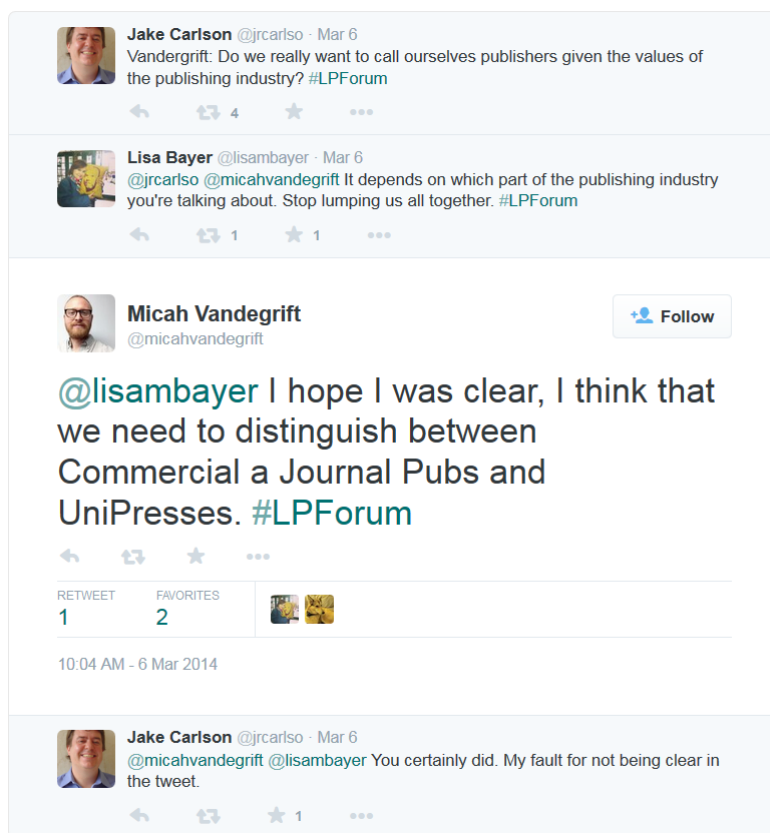 Jake Carlson @jrcarlso · Mar 6
Vandergrift: Do we really want to call ourselves publishers given the values of
the publishing industry? #LPForum
4
Lisa Bayer @lisambayer · Mar 6
@jrcarlso @micahvandegrift It depends on which part of the publishing industry
you're talking about. Stop lumping us all together. #LPForum
1 1
Micah Vandegrift
@micahvandegrift
Follow
@lisambayer I hope I was clear, I think that
we need to distinguish between
Commercial a Journal Pubs and
UniPresses. #LPForum
RETWEET FAVORITES
1 2
10:04 AM - 6 Mar 2014
Jake Carlson @jrcarlso · Mar 6
@micahvandegrift @lisambayer You certainly did. My fault for not being clear in
the tweet.
1